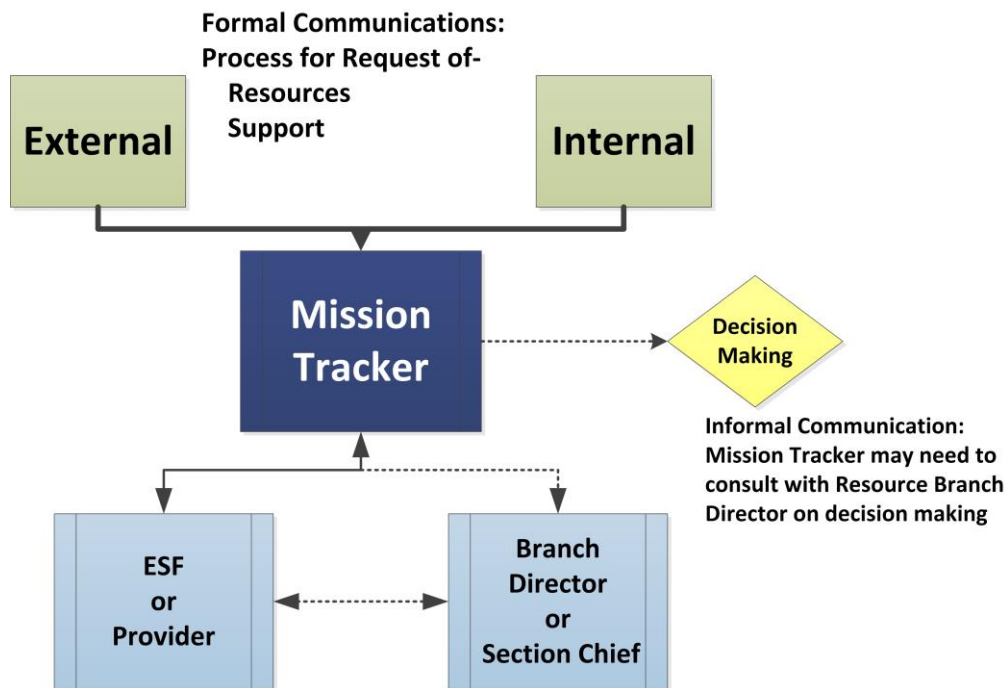 Formal Communications:
Process for Request of-
Resources
Support
External
Internal
Mission
Tracker
Decision
Making
Informal Communication:
Mission Tracker may need to
consult with Resource Branch
Director on decision making
ESF
or
Provider
Branch
Director
or
Section Chief